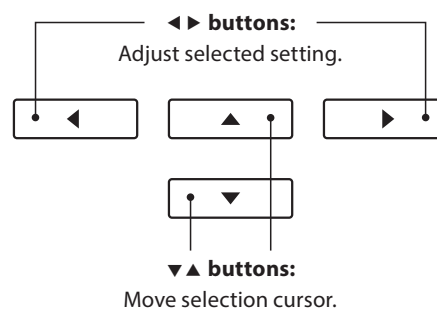 ◀ ▶ buttons:
Adjust selected setting.
◀
▲
▶
▼
▼▲ buttons:
Move selection cursor.